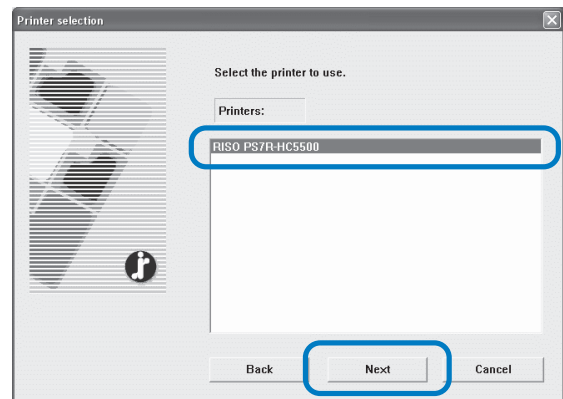 Printer selection
Select the printer to use.
Printers:
RISO PS7R-HC5500
Back Next Cancel